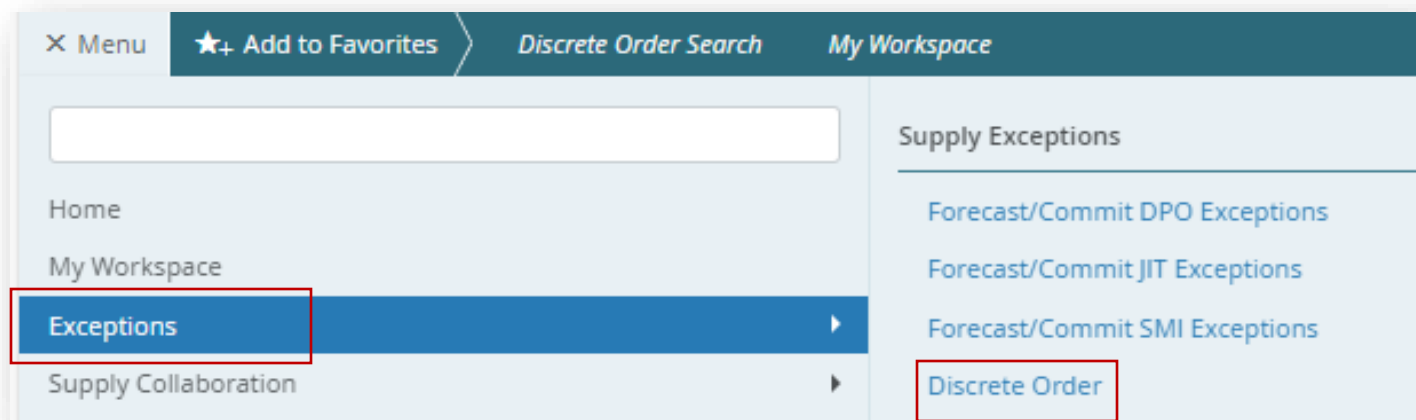 × Menu ★+ Add to Favorites Discrete Order Search My Workspace
Home
My Workspace
Exceptions
Supply Collaboration
Supply Exceptions
Forecast/Commit DPO Exceptions
Forecast/Commit JIT Exceptions
Forecast/Commit SMI Exceptions
Discrete Order